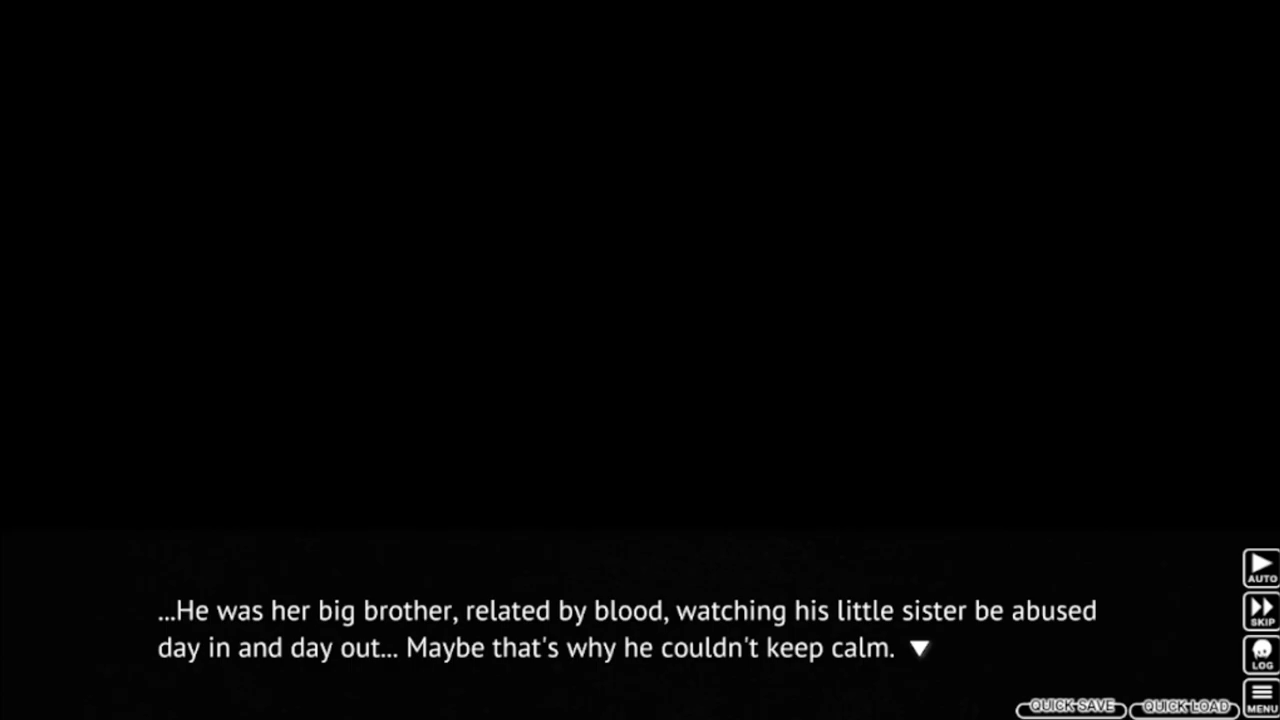 ...He was her big brother, related by blood, watching his little sister be abused
day in and day out... Maybe that's why he couldn't keep calm.
AUTO
SKIP
LOG
MENU
QUICK SAVE
QUICK LOAD